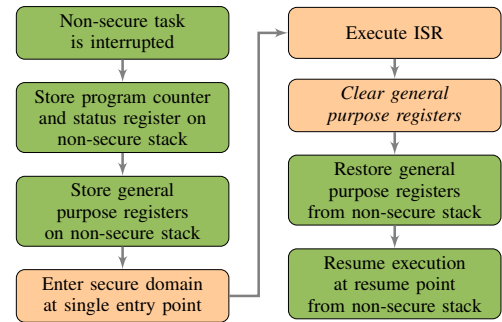 Non-secure task
is interrupted
Store program counter
and status register on
non-secure stack
Store general
purpose registers
on non-secure stack
Enter secure domain
at single entry point
Execute ISR
Clear general
purpose registers
Restore general
purpose registers
from non-secure stack
Resume execution
at resume point
from non-secure stack